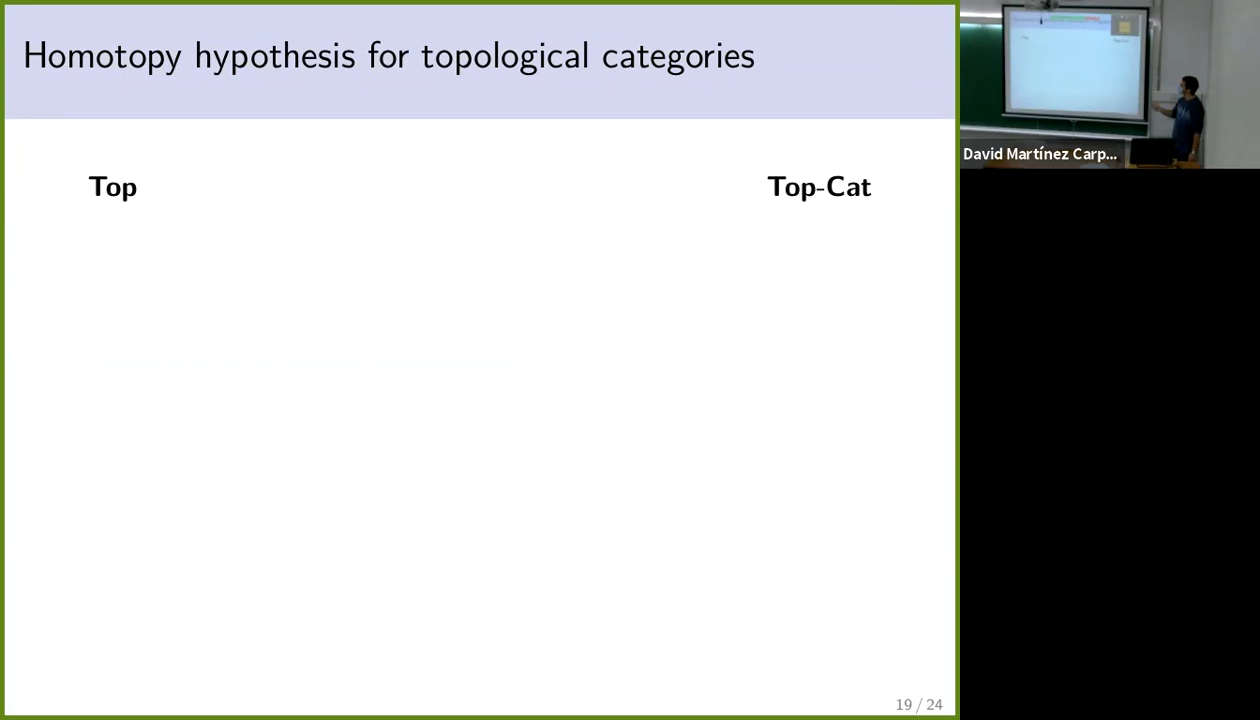 Homotopy hypothesis for topological categories
Top
Top-Cat
19 / 24
David Martínez Carp...